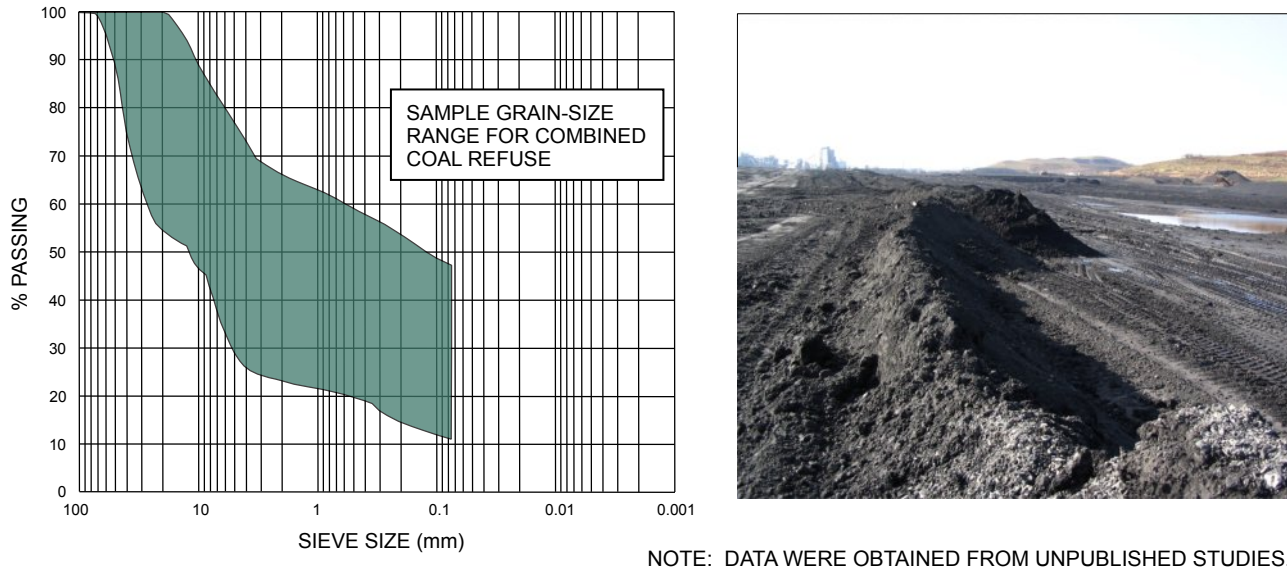 100
90
80
70
60
50
40
30
20
10
0
% PASSING
SAMPLE GRAIN-SIZE
RANGE FOR COMBINED
COAL REFUSE
100 10 1 0.1 0.01 0.001
SIEVE SIZE (mm)
NOTE: DATA WERE OBTAINED FROM UNPUBLISHED STUDIES